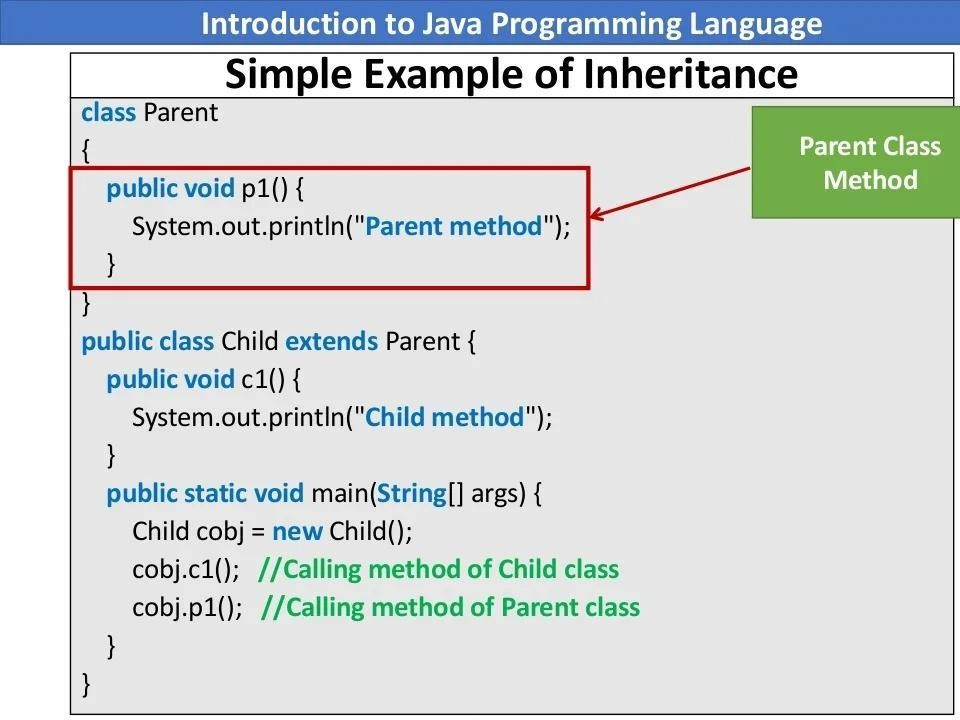 Introduction to Java Programming Language
Simple Example of Inheritance
class Parent
{
public void p1() {
System.out.println("Parent method");
}
}
Parent Class
Method
public class Child extends Parent {
public void c1() {
System.out.println("Child method");
}
public static void main(String[] args) {
Child cobj = new Child();
cobj.c1(); //Calling method of Child class
cobj.p1(); //Calling method of Parent class
}
}